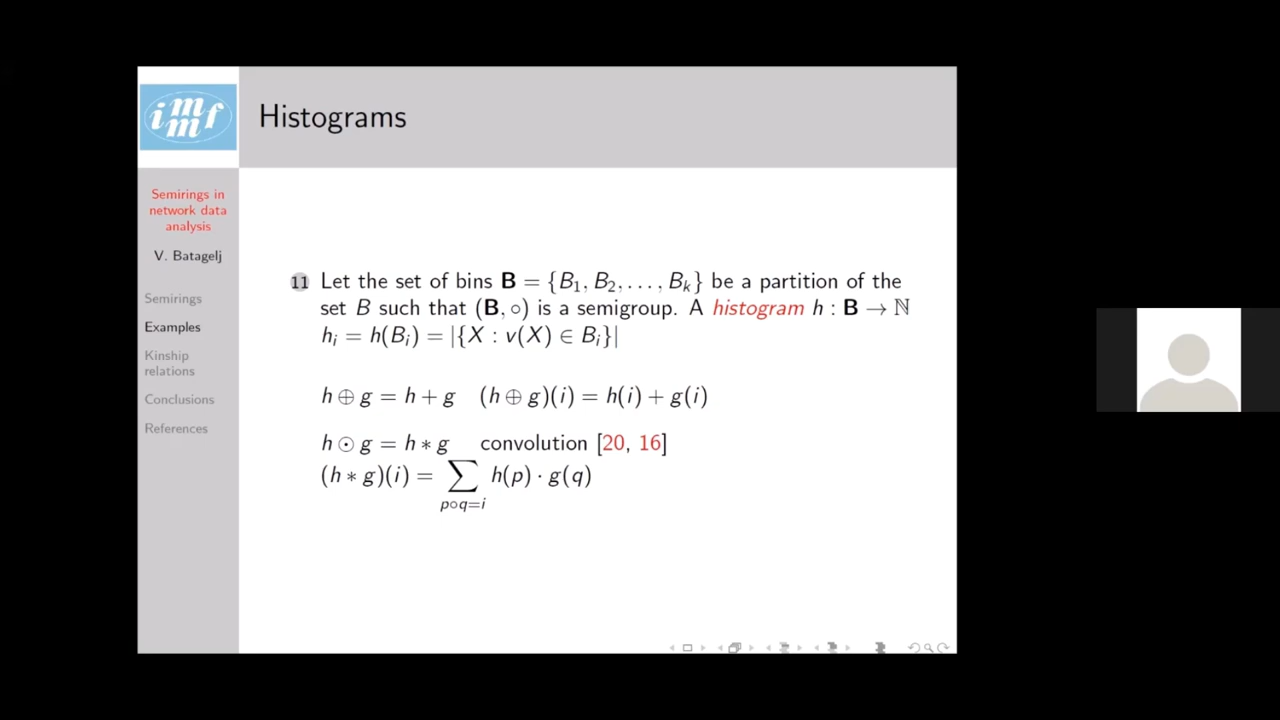 immf
Histograms
Semirings in
network data
analysis
V. Batagelj
Semirings
Examples
Kinship
relations
Conclusions
References
11 Let the set of bins B = {B₁, B₂, . . . , Bₖ} be a partition of the
set B such that (B, ∘) is a semigroup. A histogram h : B → ℕ
hᵢ = h(Bᵢ) = |{X : v(X) ∈ Bᵢ}|
h ⊕ g = h + g (h ⊕ g)(i) = h(i) + g(i)
h ⊙ g = h ∗ g convolution [20, 16]
(h ∗ g)(i) = ∑ h(p) · g(q)
p∘q=i